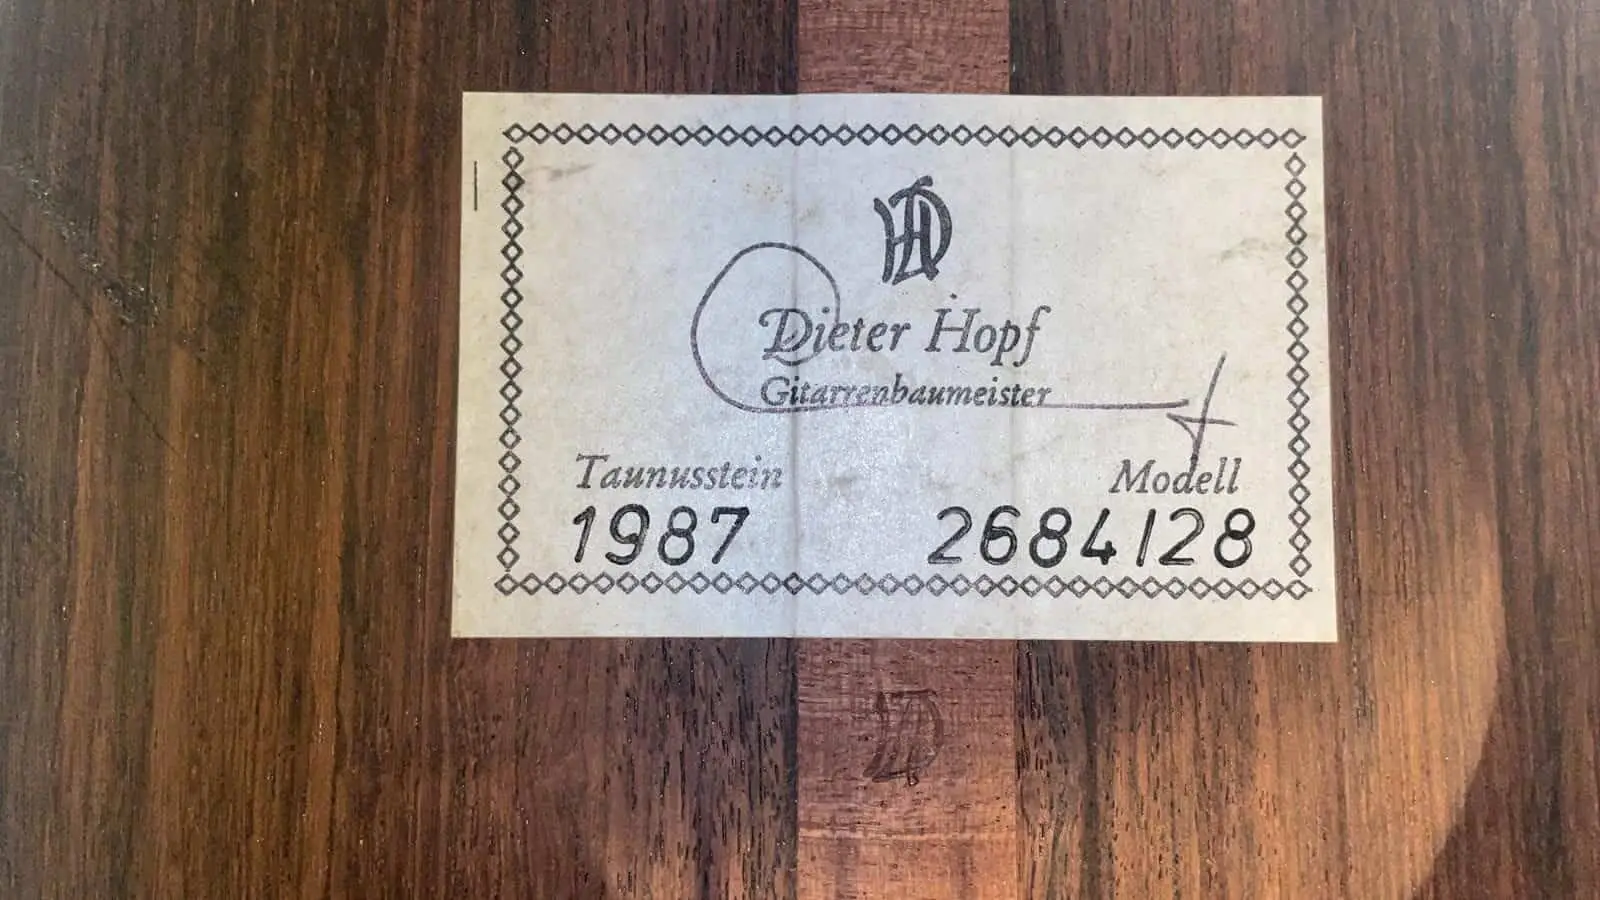 Dieter Hopf
Gitarrenbaumeister
Taunusstein Modell
1987 2684128